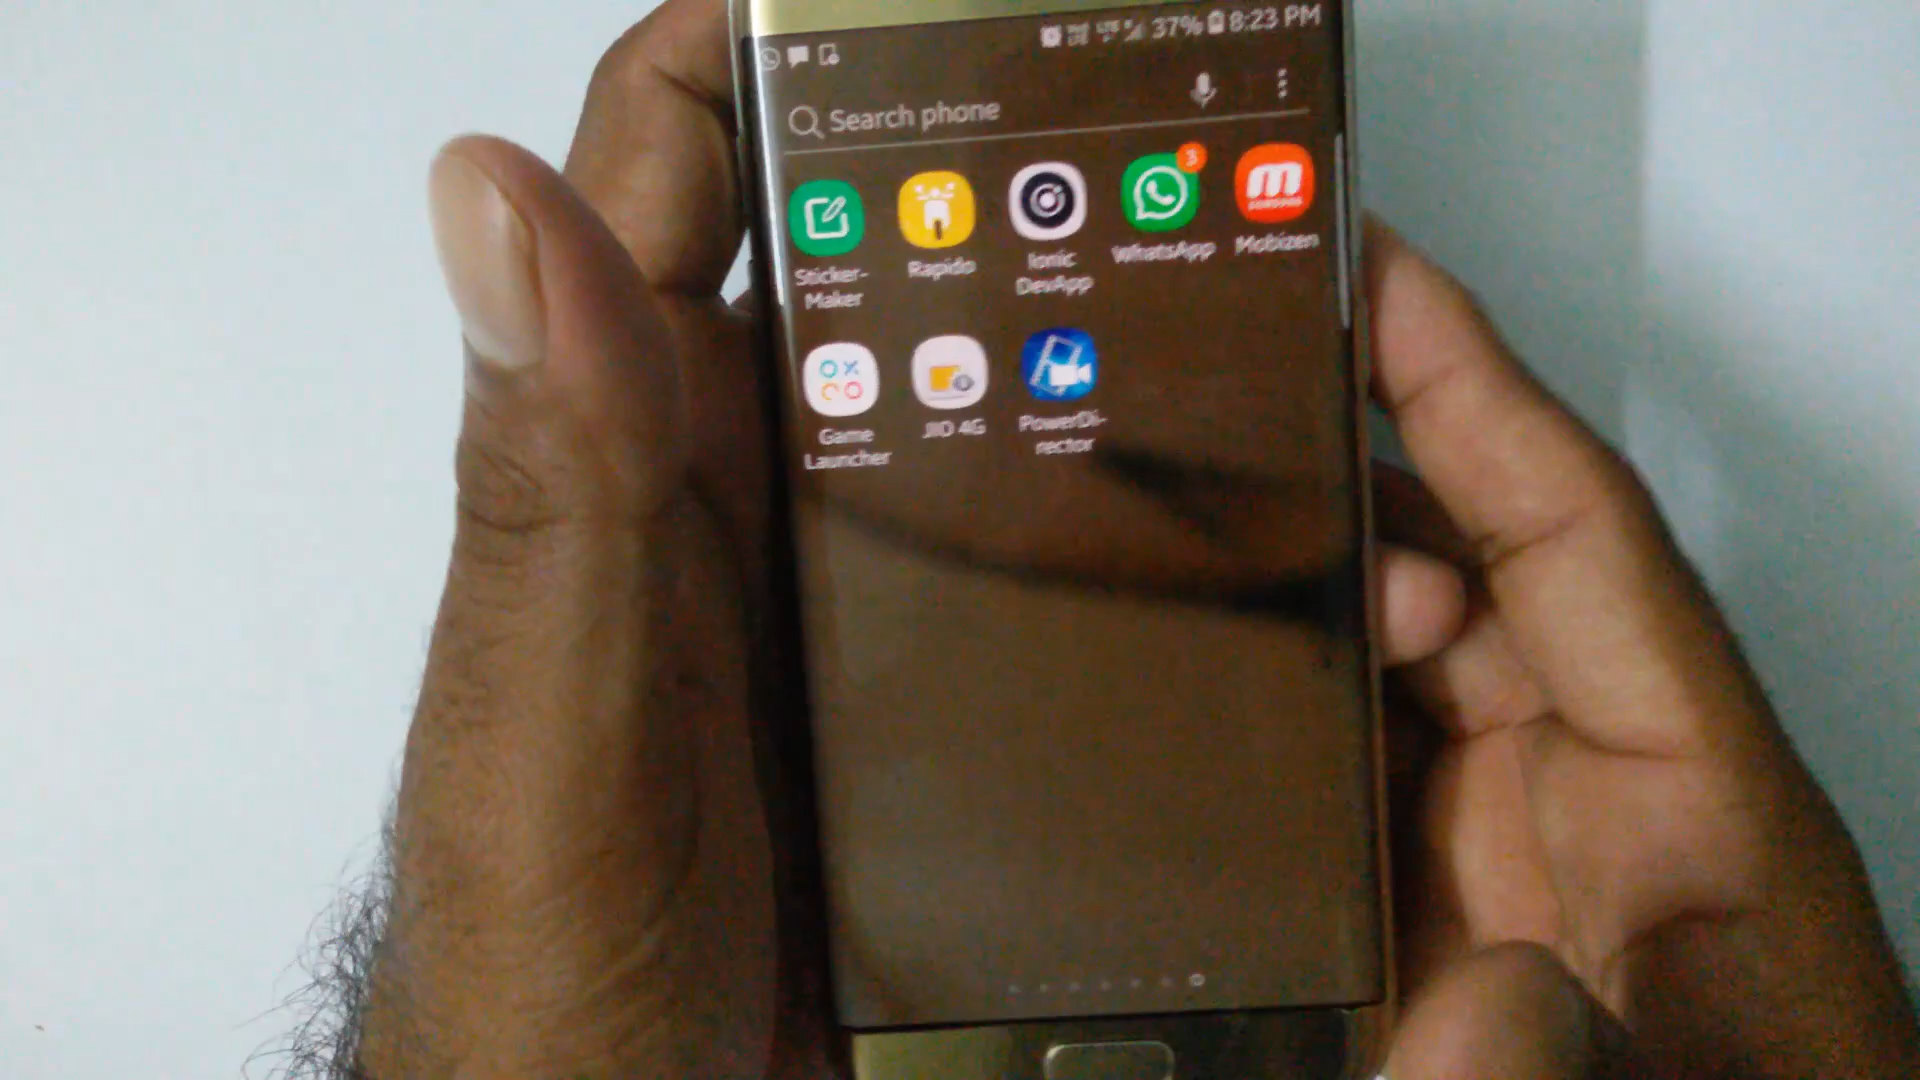 37% 8:23 PM
Search phone
3
Sticker-
Maker
Rapido
Ionic
DevApp
WhatsApp
Mobizen
Game
Launcher
JIO 4G
PowerDi-
rector